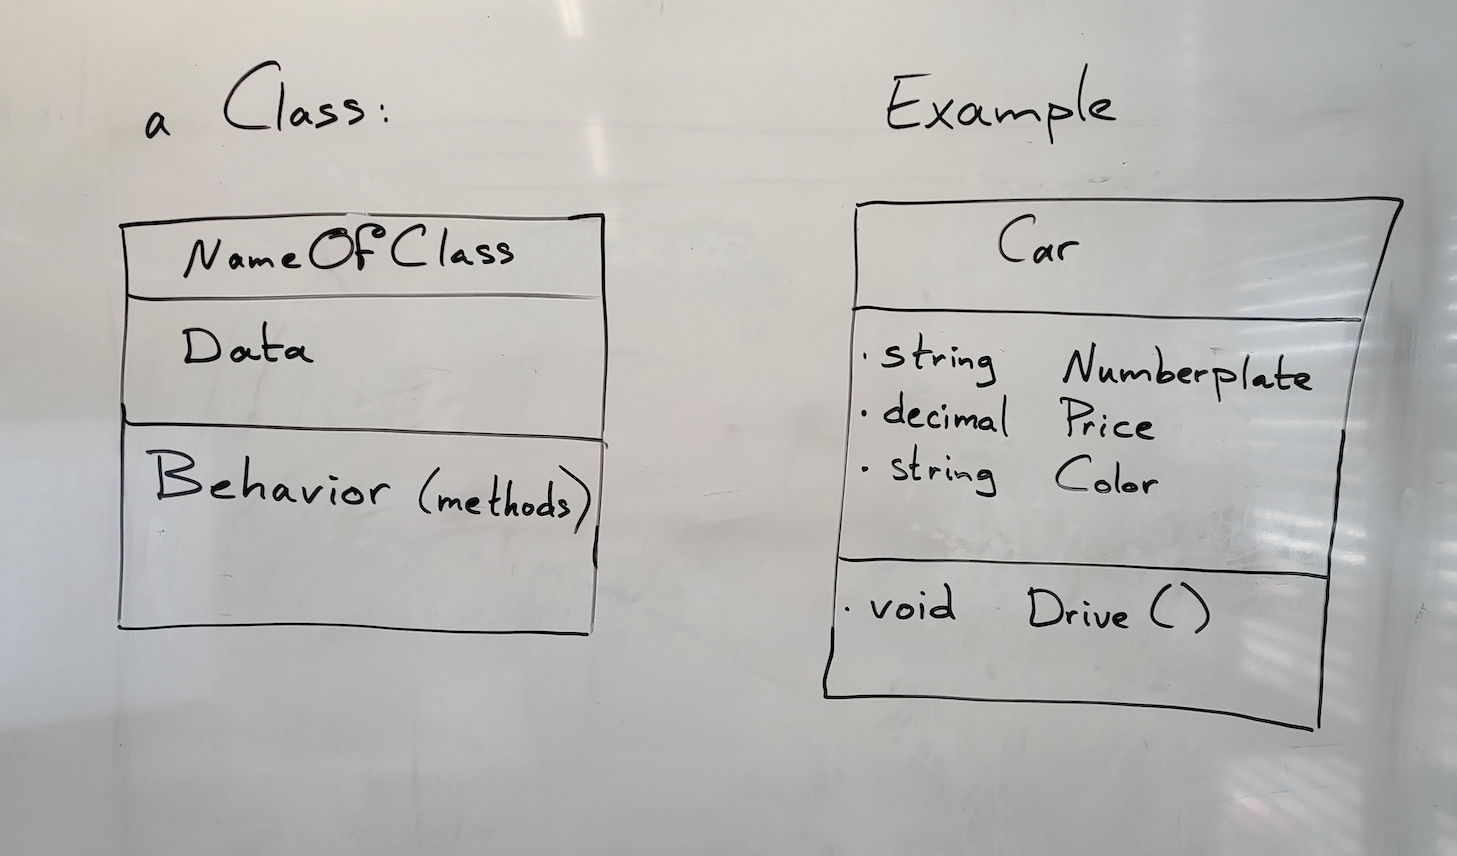 a Class:
NameOfClass
Data
Behavior (methods)
Example
Car
· string Numberplate
· decimal Price
· string Color
· void Drive ()